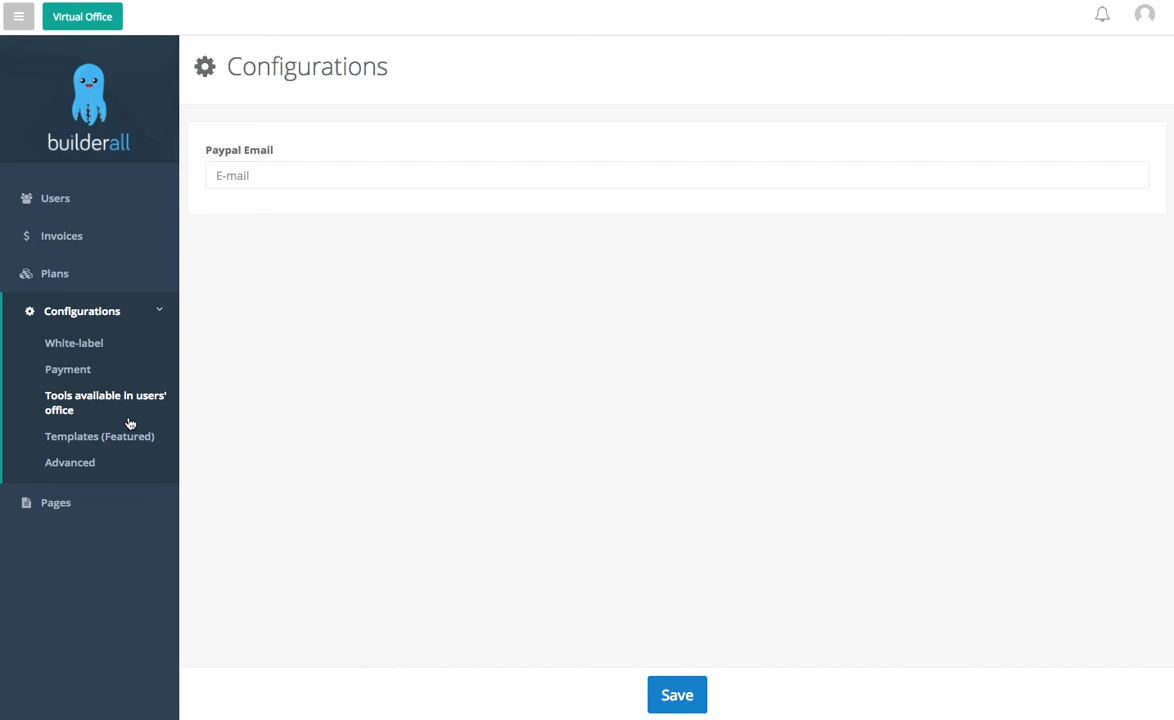 Virtual Office
builderall
Users
$ Invoices
Plans
Configurations
White-label
Payment
Tools available in users'
office
Templates (Featured)
Advanced
Pages
Configurations
Paypal Email
E-mail
Save